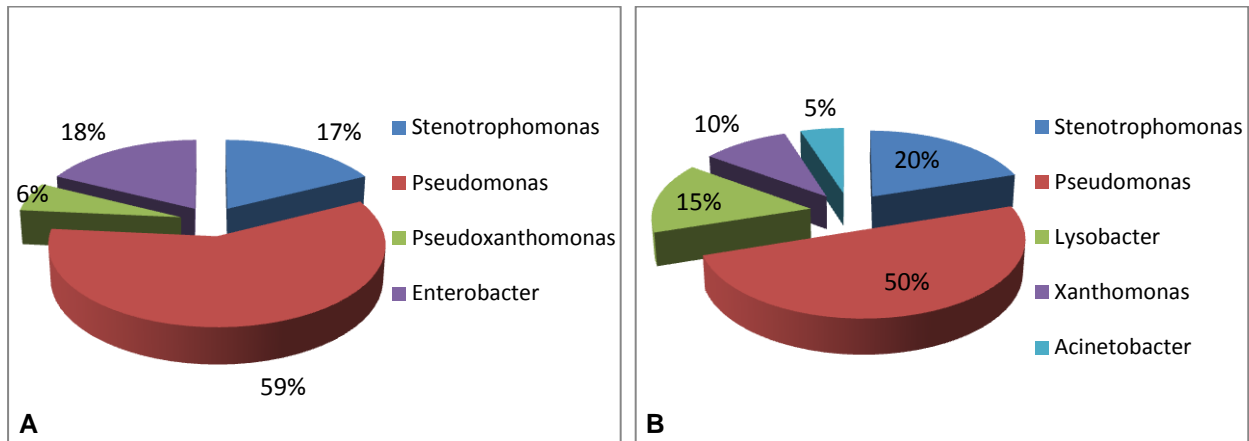 18%
17%
6%
59%
Stenotrophomonas
Pseudomonas
Pseudoxanthomonas
Enterobacter
A
5%
10%
20%
15%
50%
Stenotrophomonas
Pseudomonas
Lysobacter
Xanthomonas
Acinetobacter
B